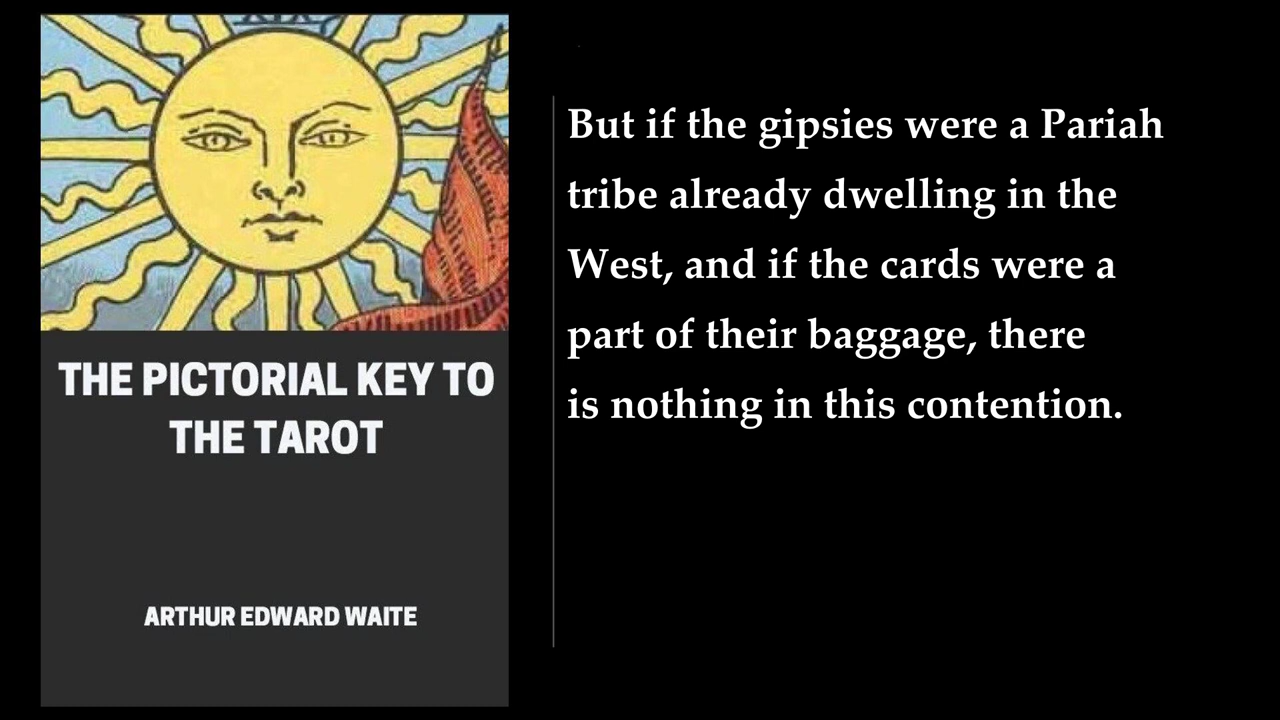 XIX
THE PICTORIAL KEY TO
THE TAROT
ARTHUR EDWARD WAITE
But if the gipsies were a Pariah
tribe already dwelling in the
West, and if the cards were a
part of their baggage, there
is nothing in this contention.